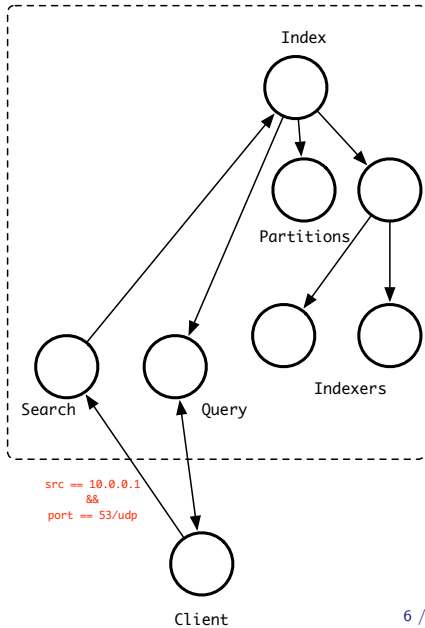 Index
Partitions
Indexers
Search
Query
src == 10.0.0.1
&&
port == 53/udp
Client
6 /